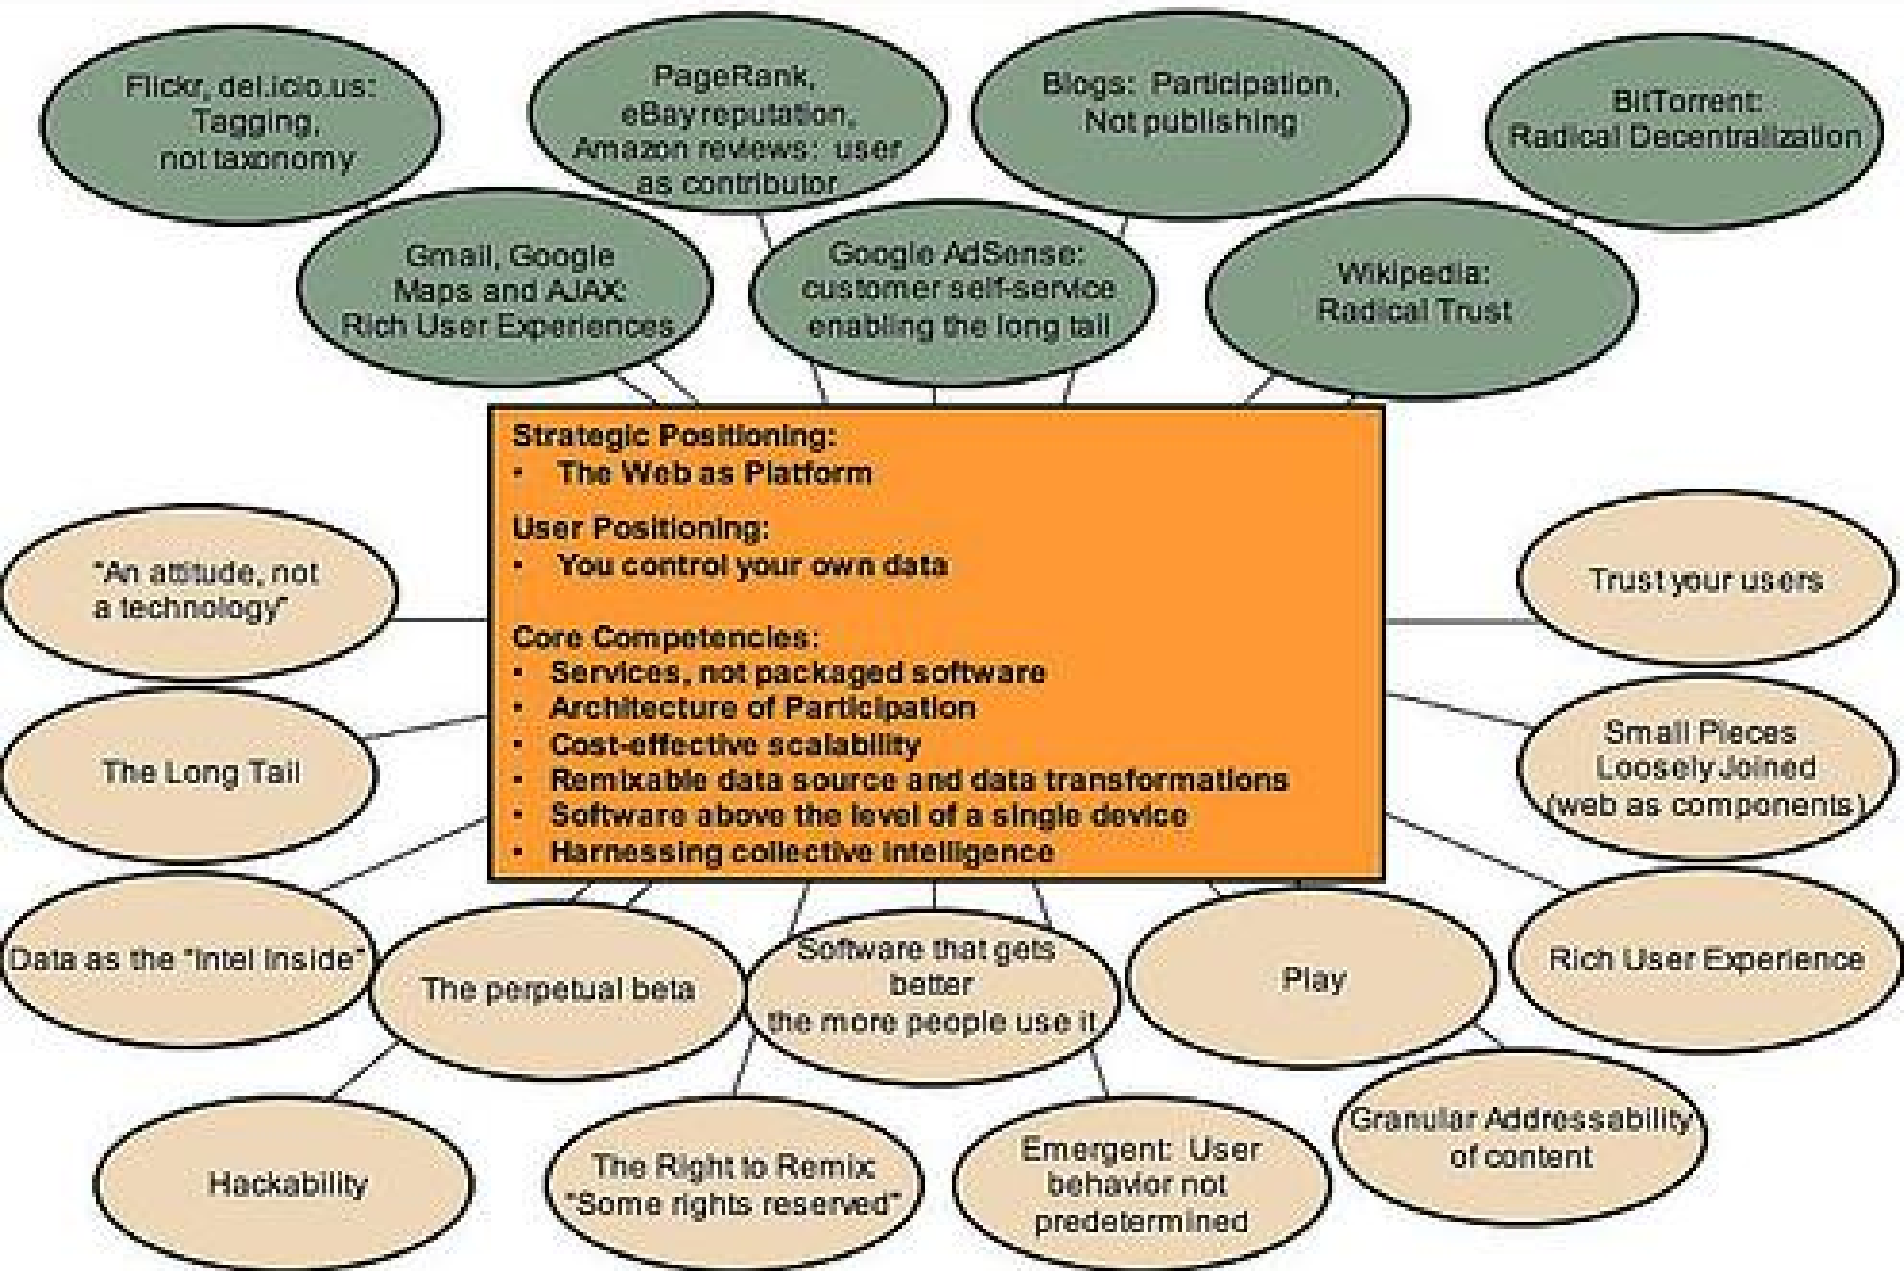 Flickr, del.icio.us:
Tagging,
not taxonomy
PageRank,
eBay reputation,
Amazon reviews: user
as contributor
Blogs: Participation,
Not publishing
BitTorrent:
Radical Decentralization
Gmail, Google
Maps and AJAX:
Rich User Experiences
Google AdSense:
customer self-service
enabling the long tail
Wikipedia:
Radical Trust
Strategic Positioning:
• The Web as Platform
User Positioning:
• You control your own data
Core Competencies:
• Services, not packaged software
• Architecture of Participation
• Cost-effective scalability
• Remixable data source and data transformations
• Software above the level of a single device
• Harnessing collective intelligence
"An attitude, not
a technology"
The Long Tail
Data as the "Intel Inside"
Trust your users
Small Pieces
Loosely Joined
(web as components)
Rich User Experience
The perpetual beta
Software that gets
better
the more people use it
Play
Hackability
The Right to Remix:
"Some rights reserved"
Emergent: User
behavior not
predetermined
Granular Addressability
of content